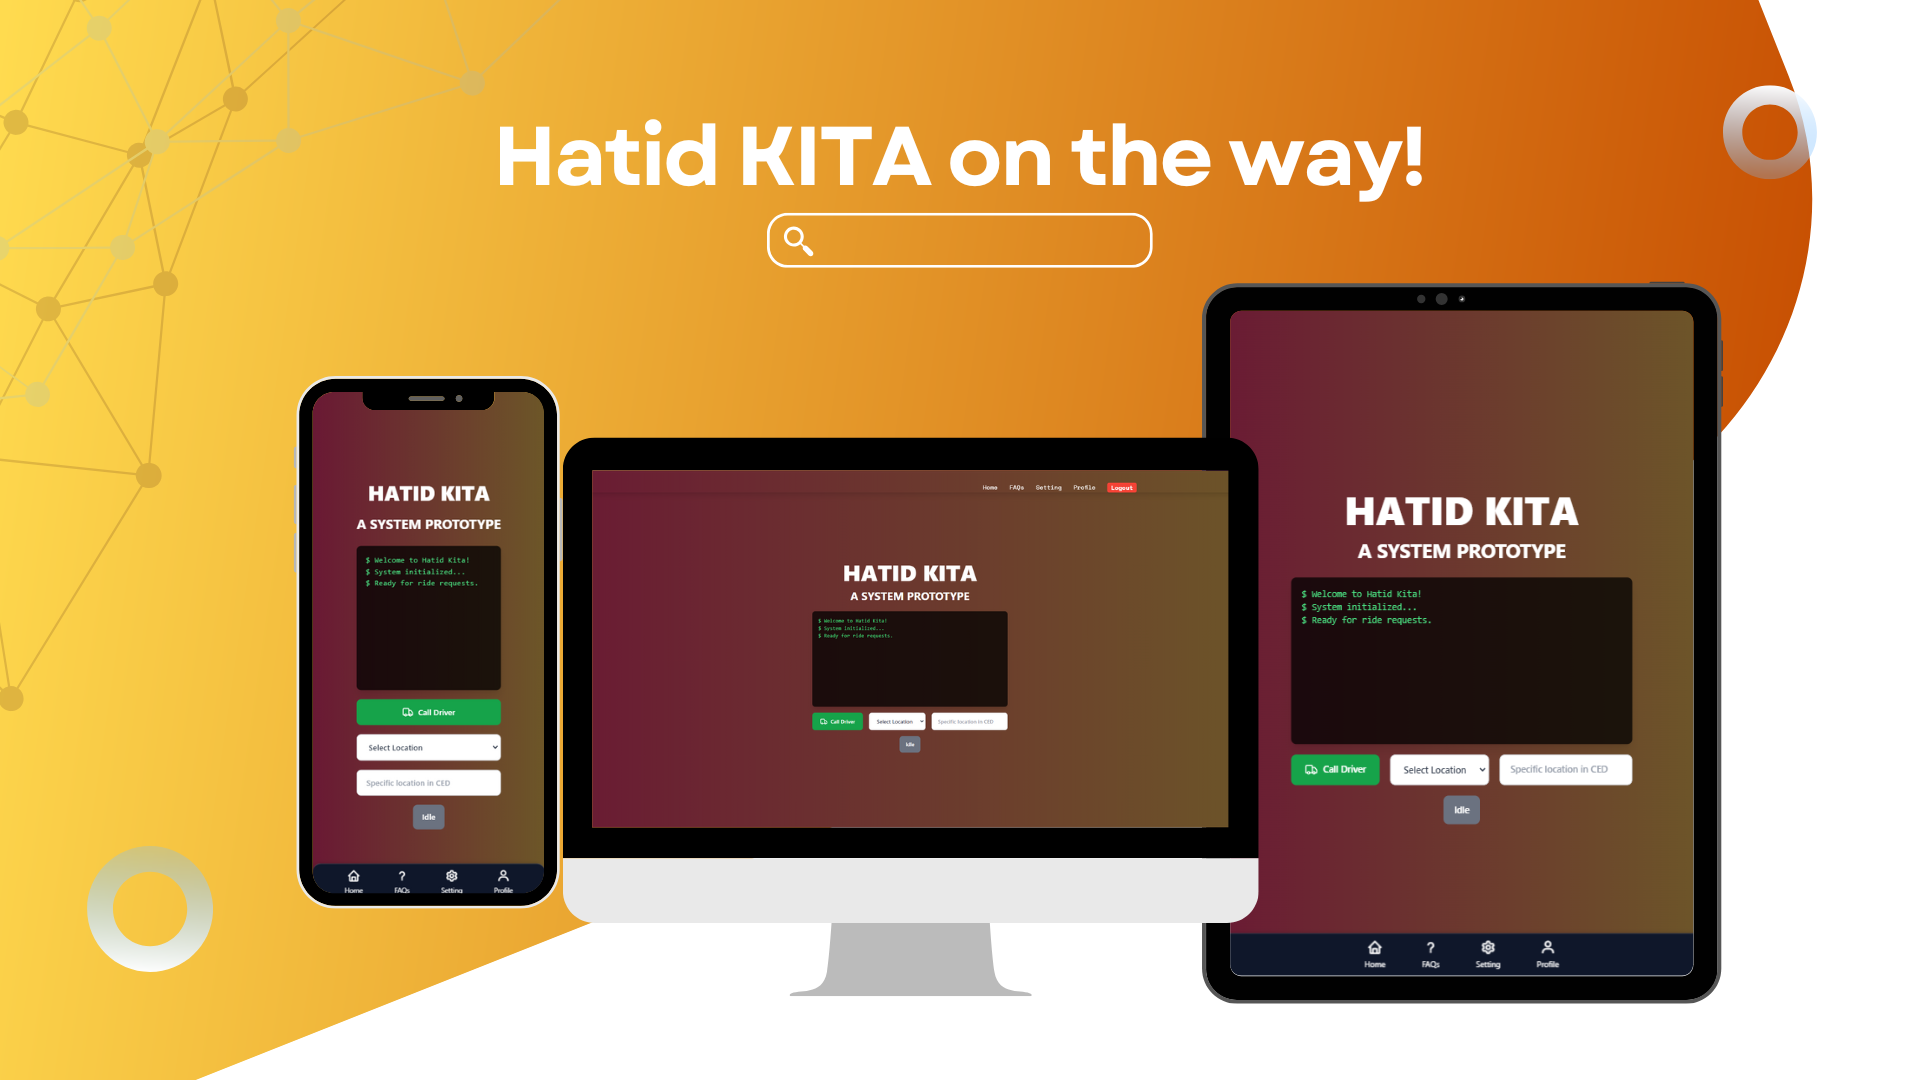 Hatid KITA on the way!
HATID KITA
A SYSTEM PROTOTYPE
$ Welcome to Hatid Kita!
$ System initialized...
$ Ready for ride requests.
Call Driver
Select Location
Specific location in CED
Idle
Home FAQs Setting Profile
Home FAQs Setting Profile Logout
HATID KITA
A SYSTEM PROTOTYPE
$ Welcome to Hatid Kita!
$ System initialized...
$ Ready for ride requests.
Call Driver Select Location Specific location in CED
Idle
HATID KITA
A SYSTEM PROTOTYPE
$ Welcome to Hatid Kita!
$ System initialized...
$ Ready for ride requests.
Call Driver Select Location Specific location in CED
Idle
Home FAQs Setting Profile